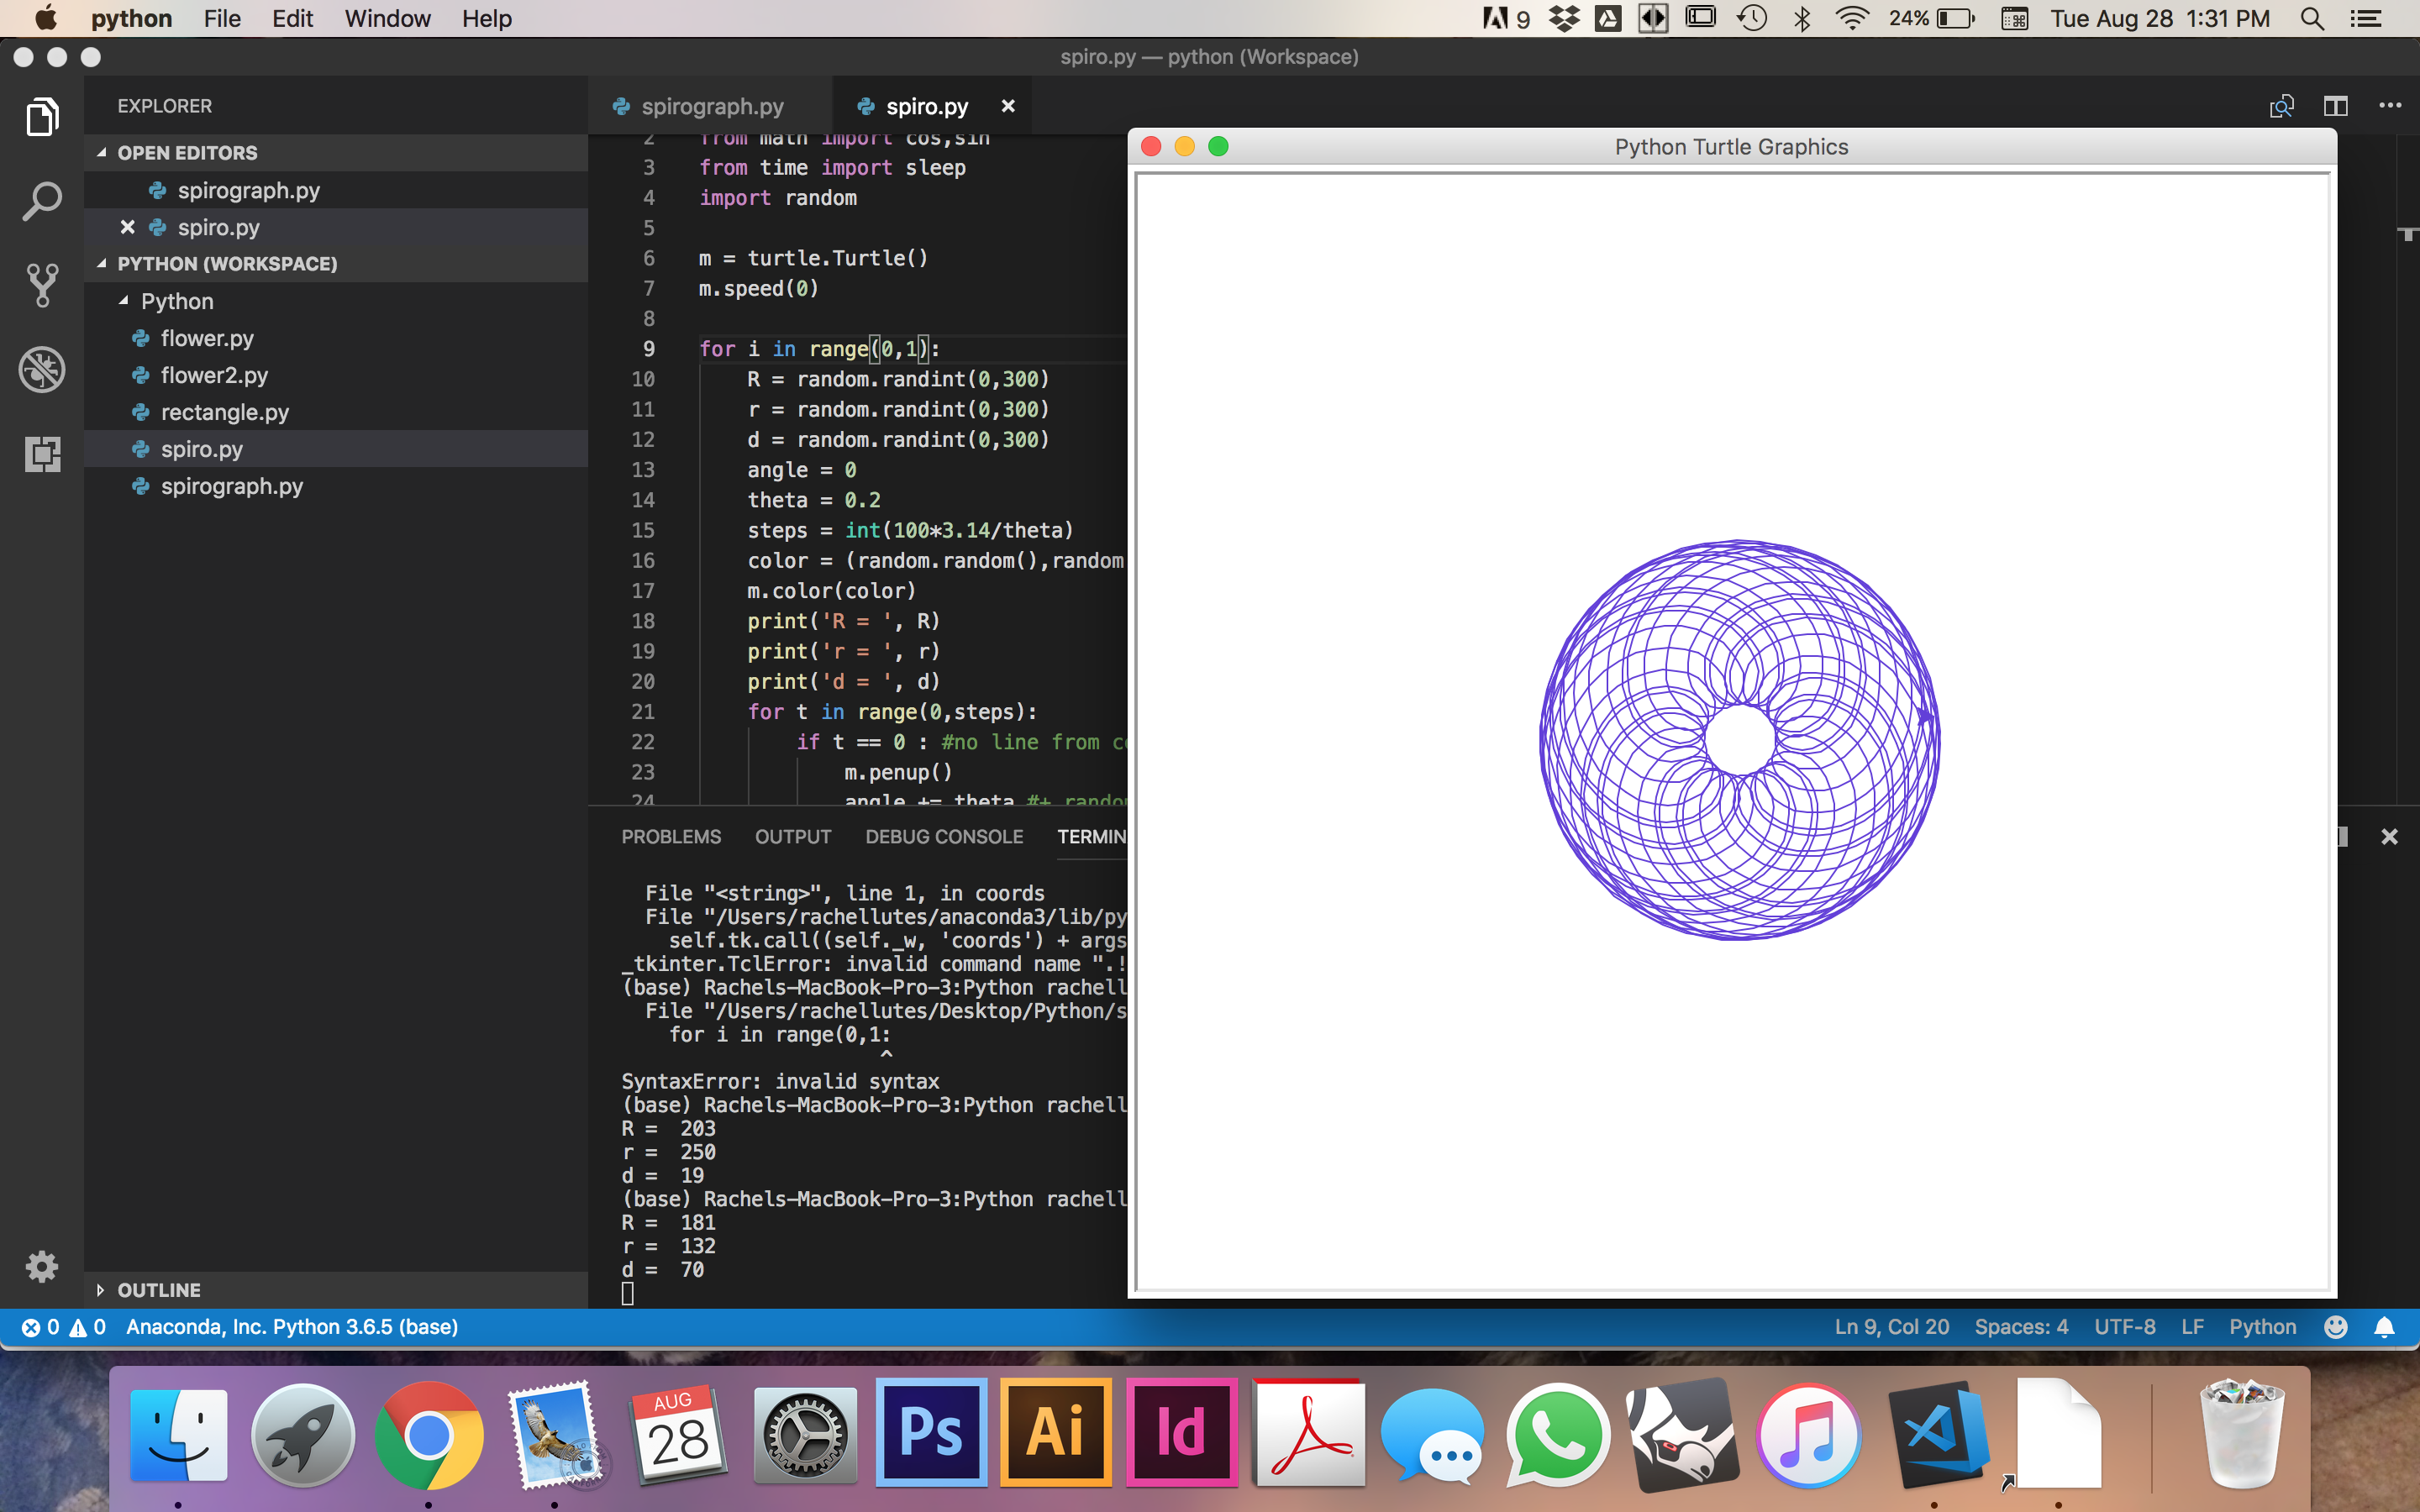 python File Edit Window Help 9 24% Tue Aug 28 1:31 PM
spiro.py — python (Workspace)
EXPLORER
OPEN EDITORS
spirograph.py
spiro.py
PYTHON (WORKSPACE)
Python
flower.py
flower2.py
rectangle.py
spiro.py
spirograph.py
OUTLINE
spirograph.py spiro.py
2 from math import cos,sin
3 from time import sleep
4 import random
5
6 m = turtle.Turtle()
7 m.speed(0)
8
9 for i in range(0,1):
10 R = random.randint(0,300)
11 r = random.randint(0,300)
12 d = random.randint(0,300)
13 angle = 0
14 theta = 0.2
15 steps = int(100*3.14/theta)
16 color = (random.random(),random
17 m.color(color)
18 print('R = ', R)
19 print('r = ', r)
20 print('d = ', d)
21 for t in range(0,steps):
22 if t == 0 : #no line from
23 m.penup()
24 angle += theta #+
PROBLEMS OUTPUT DEBUG CONSOLE TERMIN
File "<string>", line 1, in coords
File "/Users/rachellutes/anaconda3/lib/py
self.tk.call((self._w, 'coords') + args
_tkinter.TclError: invalid command name ".!
(base) Rachels-MacBook-Pro-3:Python rachell
File "/Users/rachellutes/Desktop/Python/s
for i in range(0,1:
^
SyntaxError: invalid syntax
(base) Rachels-MacBook-Pro-3:Python rachell
R = 203
r = 250
d = 19
(base) Rachels-MacBook-Pro-3:Python rachell
R = 181
r = 132
d = 70
Python Turtle Graphics
0 0 Anaconda, Inc. Python 3.6.5 (base) Ln 9, Col 20 Spaces: 4 UTF-8 LF Python
AUG
28
Ps
Ai
Id